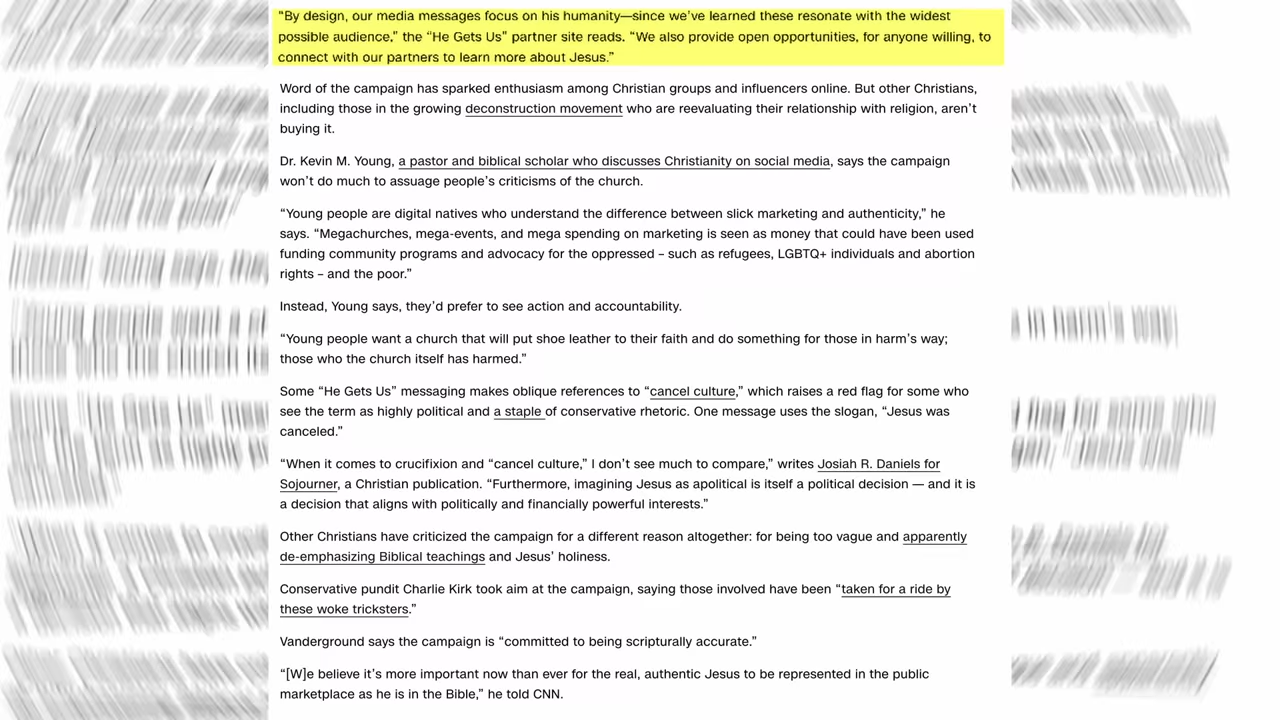 “By design, our media messages focus on his humanity—since we’ve learned these resonate with the widest
possible audience,” the “He Gets Us” partner site reads. “We also provide open opportunities, for anyone willing, to
connect with our partners to learn more about Jesus.”
Word of the campaign has sparked enthusiasm among Christian groups and influencers online. But other Christians,
including those in the growing deconstruction movement who are reevaluating their relationship with religion, aren’t
buying it.
Dr. Kevin M. Young, a pastor and biblical scholar who discusses Christianity on social media, says the campaign
won’t do much to assuage people’s criticisms of the church.
“Young people are digital natives who understand the difference between slick marketing and authenticity,” he
says. “Megachurches, mega-events, and mega spending on marketing is seen as money that could have been used
funding community programs and advocacy for the oppressed – such as refugees, LGBTQ+ individuals and abortion
rights – and the poor.”
Instead, Young says, they’d prefer to see action and accountability.
“Young people want a church that will put shoe leather to their faith and do something for those in harm’s way;
those who the church itself has harmed.”
Some “He Gets Us” messaging makes oblique references to “cancel culture,” which raises a red flag for some who
see the term as highly political and a staple of conservative rhetoric. One message uses the slogan, “Jesus was
canceled.”
“When it comes to crucifixion and “cancel culture,” I don’t see much to compare,” writes Josiah R. Daniels for
Sojourner, a Christian publication. “Furthermore, imagining Jesus as apolitical is itself a political decision — and it is
a decision that aligns with politically and financially powerful interests.”
Other Christians have criticized the campaign for a different reason altogether: for being too vague and apparently
de-emphasizing Biblical teachings and Jesus’ holiness.
Conservative pundit Charlie Kirk took aim at the campaign, saying those involved have been “taken for a ride by
these woke tricksters.”
Vanderground says the campaign is “committed to being scripturally accurate.”
“[W]e believe it’s more important now than ever for the real, authentic Jesus to be represented in the public
marketplace as he is in the Bible,” he told CNN.